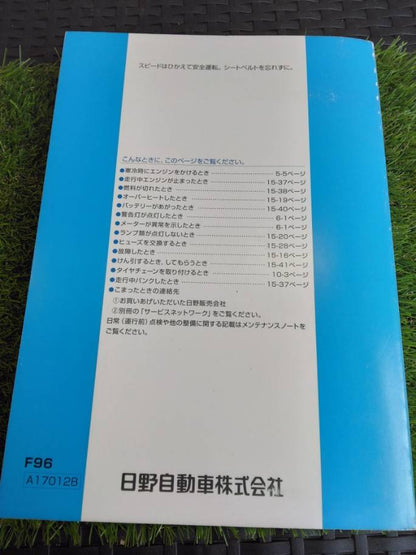 スピードはひかえて安全運転。シートベルトを忘れずに。
こんなときに、このページをご覧ください。
●寒冷時にエンジンをかけるとき 5-5ページ
●走行中エンジンが止まったとき 15-37ページ
●燃料が切れたとき 15-38ページ
●オーバーヒートしたとき 15-19ページ
●バッテリーがあがったとき 15-40ページ
●警告灯が点灯したとき 6-1ページ
●メーターが異常を示したとき 6-1ページ
●ランプ類が点灯しないとき 15-20ページ
●ヒューズを交換するとき 15-28ページ
●故障したとき 15-16ページ
●けん引するとき、してもらうとき 15-41ページ
●タイヤチェーンを取り付けるとき 10-3ページ
●走行中パンクしたとき 15-37ページ
●こまったときの連絡先
①お買いあげいただいた日野販売会社
②別冊の「サービスネットワーク」をご覧ください。
日常（運行前）点検や他の整備に関する記載はメンテナンスノートを
ご覧ください。
F96
A17012B
日野自動車株式会社